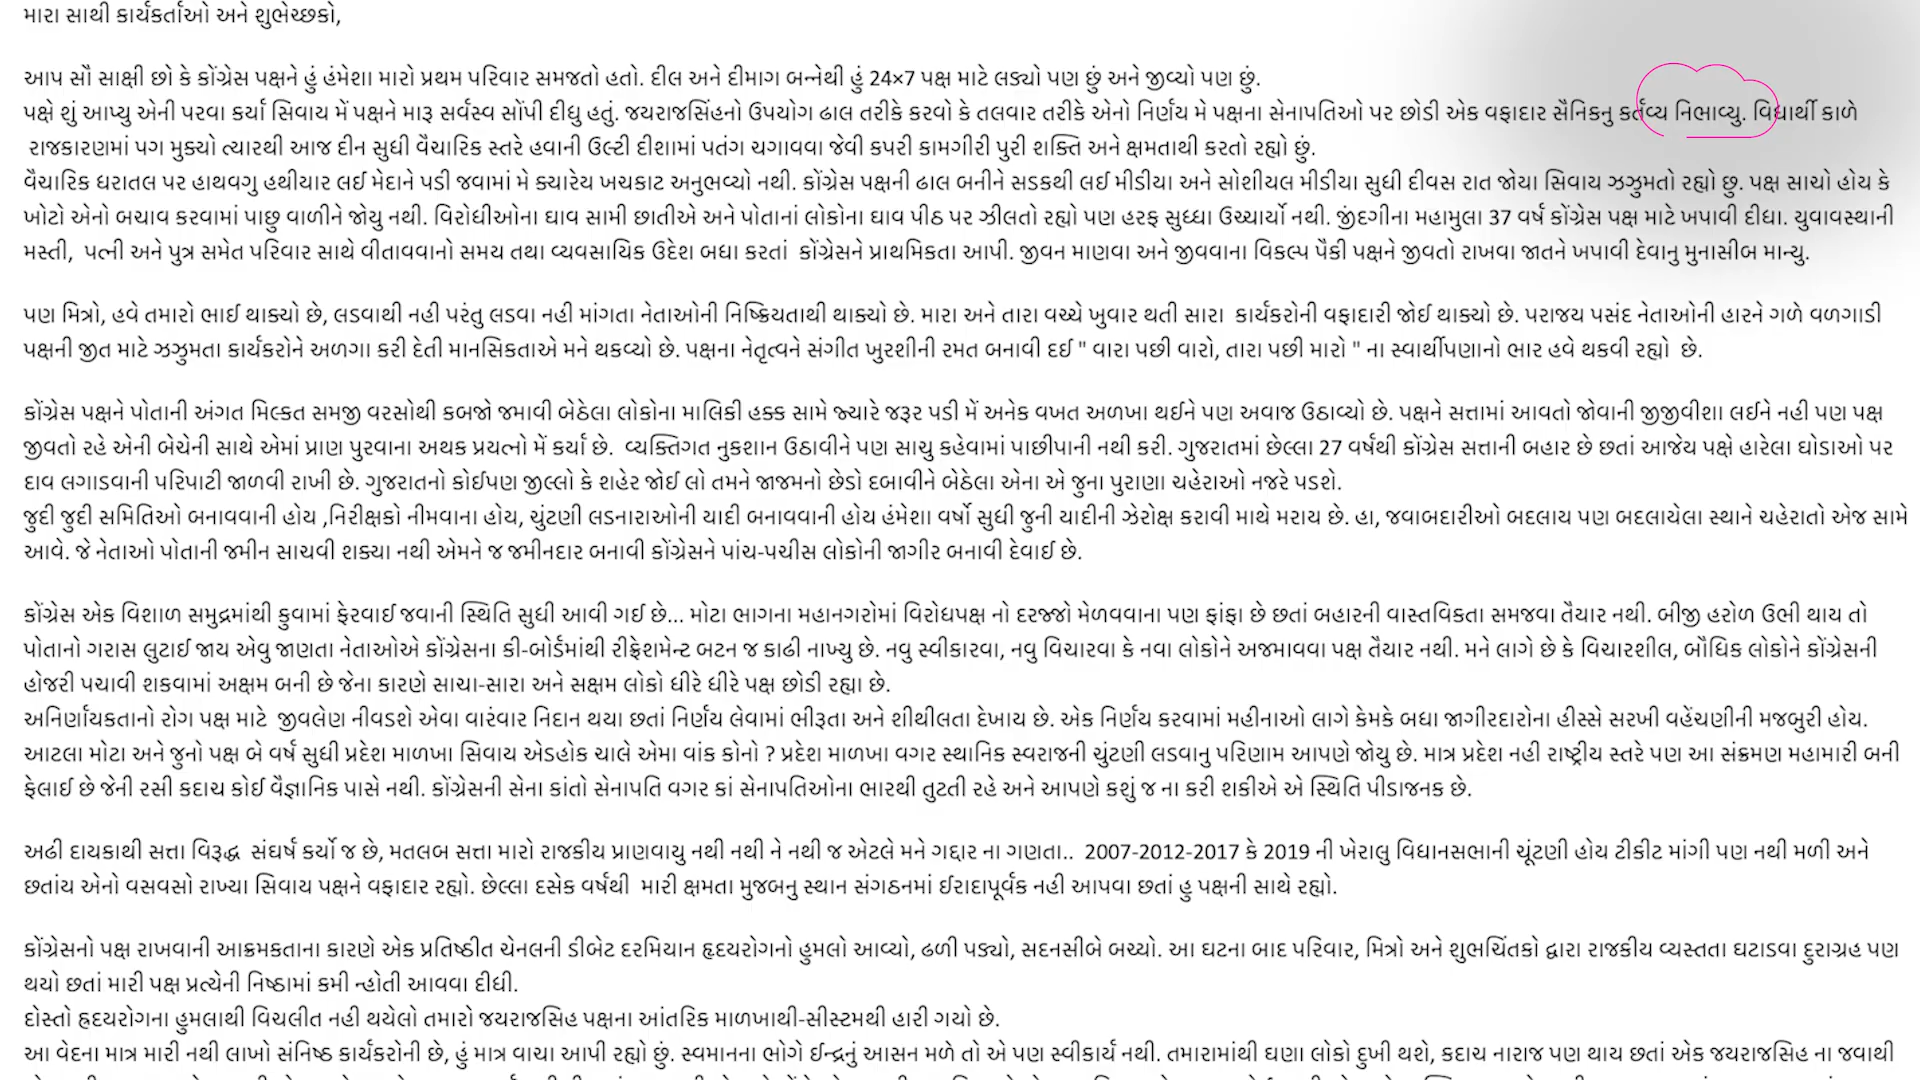 મારા સાથી કાર્યકર્તાઓ અને શુભેચ્છકો,
આપ સૌ સાક્ષી છો કે કોંગ્રેસ પક્ષને હું હંમેશા મારો પ્રથમ પરિવાર સમજતો હતો. દીલ અને દીમાગ બન્નેથી હું 24×7 પક્ષ માટે લડ્યો પણ છું અને જીવ્યો પણ છું.
પક્ષે શું આપ્યુ એની પરવા કર્યા સિવાય મેં પક્ષને મારૂ સર્વસ્વ સોંપી દીધુ હતું. જયરાજસિંહનો ઉપયોગ ઢાલ તરીકે કરવો કે તલવાર તરીકે એનો નિર્ણય મે પક્ષના સેનાપતિઓ પર છોડી એક વફાદાર સૈનિકનુ કર્તવ્ય નિભાવ્યુ. વિદ્યાર્થી કાળે
રાજકારણમાં પગ મુક્યો ત્યારથી આજ દીન સુધી વૈચારિક સ્તરે હવાની ઉલ્ટી દીશામાં પતંગ ચગાવવા જેવી કપરી કામગીરી પુરી શક્તિ અને ક્ષમતાથી કરતો રહ્યો છું.
વૈચારિક ધરાતલ પર હાથવગુ હથીયાર લઈ મેદાને પડી જવામાં મે ક્યારેય ખચકાટ અનુભવ્યો નથી. કોંગ્રેસ પક્ષની ઢાલ બનીને સડકથી લઈ મીડીયા અને સોશીયલ મીડીયા સુધી દીવસ રાત જોયા સિવાય ઝઝુમતો રહ્યો છુ. પક્ષ સાચો હોય કે
ખોટો એનો બચાવ કરવામાં પાછુ વાળીને જોયુ નથી. વિરોધીઓના ઘાવ સામી છાતીએ અને પોતાનાં લોકોના ઘાવ પીઠ પર ઝીલતો રહ્યો પણ હરફ સુધ્ધા ઉચ્ચાર્યો નથી. જીંદગીના મહામુલા 37 વર્ષ કોંગ્રેસ પક્ષ માટે ખપાવી દીધા. યુવાવસ્થાની
મસ્તી, પત્ની અને પુત્ર સમેત પરિવાર સાથે વીતાવવાનો સમય તથા વ્યવસાયિક ઉદેશ બધા કરતાં કોંગ્રેસને પ્રાથમિકતા આપી. જીવન માણવા અને જીવવાના વિકલ્પ પૈકી પક્ષને જીવતો રાખવા જાતને ખપાવી દેવાનુ મુનાસીબ માન્યુ.
પણ મિત્રો, હવે તમારો ભાઈ થાક્યો છે, લડવાથી નહી પરંતુ લડવા નહી માંગતા નેતાઓની નિષ્ક્રિયતાથી થાક્યો છે. મારા અને તારા વચ્ચે ખુવાર થતી સારા કાર્યકરોની વફાદારી જોઈ થાક્યો છે. પરાજય પસંદ નેતાઓની હારને ગળે વળગાડી
પક્ષની જીત માટે ઝઝુમતા કાર્યકરોને અળગા કરી દેતી માનસિકતાએ મને થકવ્યો છે. પક્ષના નેતૃત્વને સંગીત ખુરશીની રમત બનાવી દઈ " વારા પછી વારો, તારા પછી મારો " ના સ્વાર્થીપણાનો ભાર હવે થકવી રહ્યો છે.
કોંગ્રેસ પક્ષને પોતાની અંગત મિલ્કત સમજી વરસોથી કબજો જમાવી બેઠેલા લોકોના માલિકી હક્ક સામે જ્યારે જરૂર પડી મેં અનેક વખત અળખા થઈને પણ અવાજ ઉઠાવ્યો છે. પક્ષને સત્તામાં આવતો જોવાની જીજીવીશા લઈને નહી પણ પક્ષ
જીવતો રહે એની બેચેની સાથે એમાં પ્રાણ પુરવાના અથક પ્રયત્નો મેં કર્યા છે. વ્યક્તિગત નુકશાન ઉઠાવીને પણ સાચુ કહેવામાં પાછીપાની નથી કરી. ગુજરાતમાં છેલ્લા 27 વર્ષથી કોંગ્રેસ સત્તાની બહાર છે છતાં આજેય પક્ષે હારેલા ઘોડાઓ પર
દાવ લગાડવાની પરિપાટી જાળવી રાખી છે. ગુજરાતનો કોઈપણ જીલ્લો કે શહેર જોઈ લો તમને જાજમનો છેડો દબાવીને બેઠેલા એના એ જુના પુરાણા ચહેરાઓ નજરે પડશે.
જુદી જુદી સમિતિઓ બનાવવાની હોય ,નિરીક્ષકો નીમવાના હોય, ચુંટણી લડનારાઓની યાદી બનાવવાની હોય હંમેશા વર્ષો સુધી જુની યાદીની ઝેરોક્ષ કરાવી માથે મરાય છે. હા, જવાબદારીઓ બદલાય પણ બદલાયેલા સ્થાને ચહેરાતો એજ સામે
આવે. જે નેતાઓ પોતાની જમીન સાચવી શક્યા નથી એમને જ જમીનદાર બનાવી કોંગ્રેસને પાંચ-પચીસ લોકોની જાગીર બનાવી દેવાઈ છે.
કોંગ્રેસ એક વિશાળ સમુદ્રમાંથી કુવામાં ફેરવાઈ જવાની સ્થિતિ સુધી આવી ગઈ છે... મોટા ભાગના મહાનગરોમાં વિરોધપક્ષ નો દરજ્જો મેળવવાના પણ ફાંફા છે છતાં બહારની વાસ્તવિકતા સમજવા તૈયાર નથી. બીજી હરોળ ઉભી થાય તો
પોતાનો ગરાસ લુટાઈ જાય એવુ જાણતા નેતાઓએ કોંગ્રેસના કી-બોર્ડમાંથી રીફ્રેશમેન્ટ બટન જ કાઢી નાખ્યુ છે. નવુ સ્વીકારવા, નવુ વિચારવા કે નવા લોકોને અજમાવવા પક્ષ તૈયાર નથી. મને લાગે છે કે વિચારશીલ, બૌધિક લોકોને કોંગ્રેસની
હોજરી પચાવી શકવામાં અક્ષમ બની છે જેના કારણે સાચા-સારા અને સક્ષમ લોકો ધીરે ધીરે પક્ષ છોડી રહ્યા છે.
અનિર્ણાયકતાનો રોગ પક્ષ માટે જીવલેણ નીવડશે એવા વારંવાર નિદાન થયા છતાં નિર્ણય લેવામાં ભીરૂતા અને શીથીલતા દેખાય છે. એક નિર્ણય કરવામાં મહીનાઓ લાગે કેમકે બધા જાગીરદારોના હીસ્સે સરખી વહેંચણીની મજબુરી હોય.
આટલા મોટા અને જુનો પક્ષ બે વર્ષ સુધી પ્રદેશ માળખા સિવાય એડહોક ચાલે એમા વાંક કોનો ? પ્રદેશ માળખા વગર સ્થાનિક સ્વરાજની ચુંટણી લડવાનુ પરિણામ આપણે જોયુ છે. માત્ર પ્રદેશ નહી રાષ્ટ્રીય સ્તરે પણ આ સંક્રમણ મહામારી બની
ફેલાઈ છે જેની રસી કદાચ કોઈ વૈજ્ઞાનિક પાસે નથી. કોંગ્રેસની સેના કાંતો સેનાપતિ વગર કાં સેનાપતિઓના ભારથી તુટતી રહે અને આપણે કશું જ ના કરી શકીએ એ સ્થિતિ પીડાજનક છે.
અઢી દાયકાથી સત્તા વિરૂદ્ધ સંઘર્ષ કર્યો જ છે, મતલબ સત્તા મારો રાજકીય પ્રાણવાયુ નથી નથી ને નથી જ એટલે મને ગદ્દાર ના ગણતા.. 2007-2012-2017 કે 2019 ની ખેરાલુ વિધાનસભાની ચૂંટણી હોય ટીકીટ માંગી પણ નથી મળી અને
છતાંય એનો વસવસો રાખ્યા સિવાય પક્ષને વફાદાર રહ્યો. છેલ્લા દસેક વર્ષથી મારી ક્ષમતા મુજબનુ સ્થાન સંગઠનમાં ઈરાદાપૂર્વક નહી આપવા છતાં હુ પક્ષની સાથે રહ્યો.
કોંગ્રેસનો પક્ષ રાખવાની આક્રમકતાના કારણે એક પ્રતિષ્ઠીત ચેનલની ડીબેટ દરમિયાન હૃદયરોગનો હુમલો આવ્યો, ઢળી પડ્યો, સદનસીબે બચ્યો. આ ઘટના બાદ પરિવાર, મિત્રો અને શુભચિંતકો દ્વારા રાજકીય વ્યસ્તતા ઘટાડવા દુરાગ્રહ પણ
થયો છતાં મારી પક્ષ પ્રત્યેની નિષ્ઠામાં કમી ન્હોતી આવવા દીધી.
દોસ્તો હ્રદયરોગના હુમલાથી વિચલીત નહી થયેલો તમારો જયરાજસિહ પક્ષના આંતરિક માળખાથી-સીસ્ટમથી હારી ગયો છે.
આ વેદના માત્ર મારી નથી લાખો સંનિષ્ઠ કાર્યકરોની છે, હું માત્ર વાચા આપી રહ્યો છું. સ્વમાનના ભોગે ઈન્દ્રનું આસન મળે તો એ પણ સ્વીકાર્ય નથી. તમારામાંથી ઘણા લોકો દુખી થશે, કદાચ નારાજ પણ થાય છતાં એક જયરાજસિહ ના જવાથી